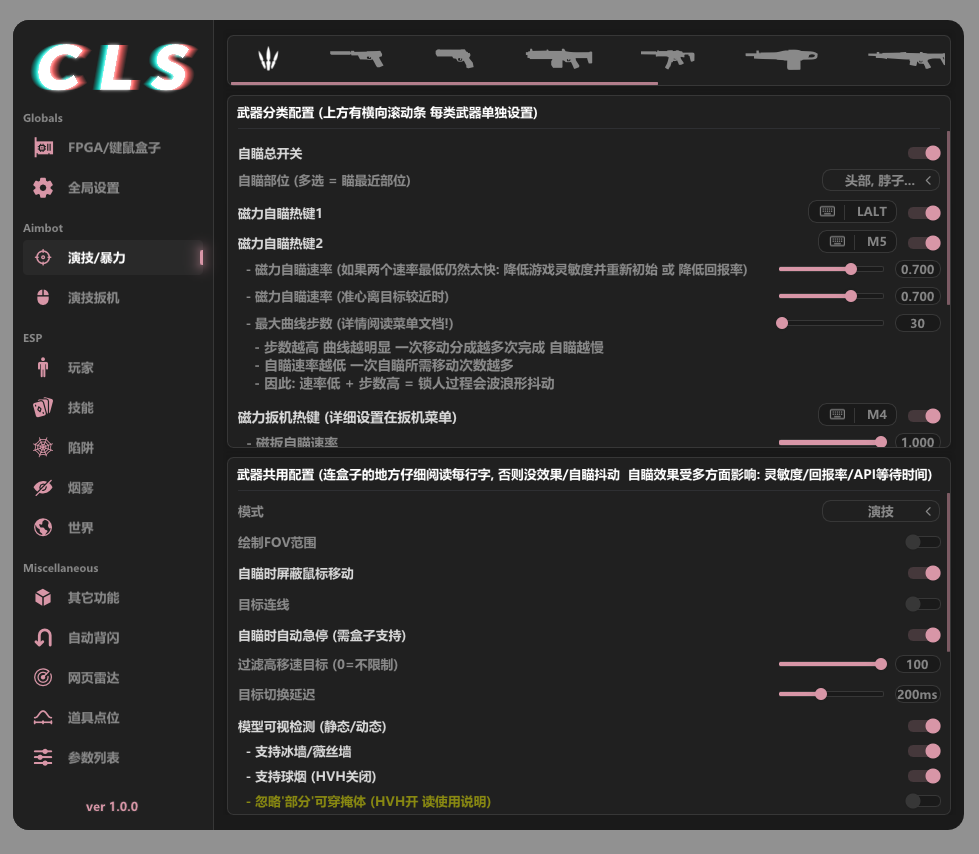 CLS
Globals
FPGA/键鼠盒子
全局设置
Aimbot
演技/暴力
演技扳机
ESP
玩家
技能
陷阱
烟雾
世界
Miscellaneous
其它功能
自动背闪
网页雷达
道具点位
参数列表
ver 1.0.0
武器分类配置 (上方有横向滚动条 每类武器单独设置)
自瞄总开关
自瞄部位 (多选 = 瞄最近部位) 头部, 脖子...
磁力自瞄热键1 LALT
磁力自瞄热键2 M5
- 磁力自瞄速率 (如果两个速率最低仍然太快: 降低游戏灵敏度并重新初始 或 降低回报率) 0.700
- 磁力自瞄速率 (准心离目标较近时) 0.700
- 最大曲线步数 (详情阅读菜单文档!) 30
- 步数越高 曲线越明显 一次移动分成越多次完成 自瞄越慢
- 自瞄速率越低 一次自瞄所需移动次数越多
- 因此: 速率低 + 步数高 = 锁人过程会波浪形抖动
磁力扳机热键 (详细设置在扳机菜单) M4
- 磁扳自瞄速率 1.000
武器共用配置 (连盒子的地方仔细阅读每行字, 否则没效果/自瞄抖动 自瞄效果受多方面影响: 灵敏度/回报率/API等待时间)
模式 演技
绘制FOV范围
自瞄时屏蔽鼠标移动
目标连线
自瞄时自动急停 (需盒子支持)
过滤高移速目标 (0=不限制) 100
目标切换延迟 200ms
模型可视检测 (静态/动态)
- 支持冰墙/薇丝墙
- 支持球烟 (HVH关闭)
- 忽略'部分'可穿掩体 (HVH开 读使用说明)